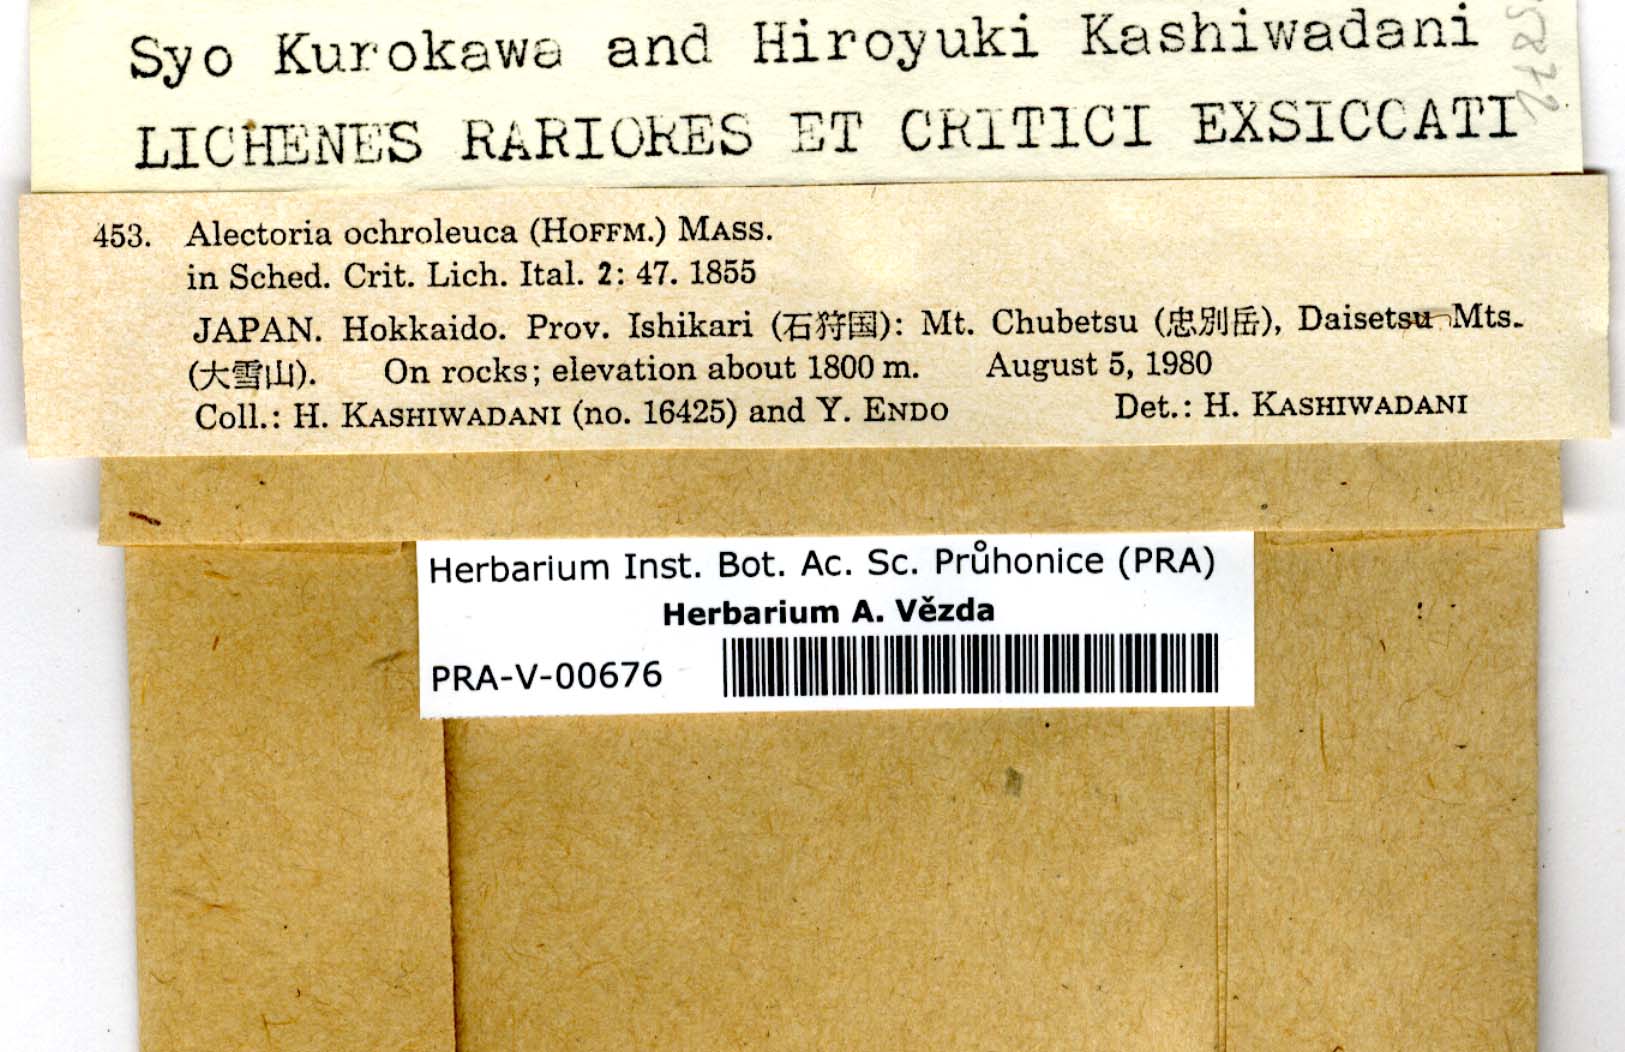 Syo Kurokawa and Hiroyuki Kashiwadani
LICHENES RARIORES ET CRITICI EXSICCATI
453. Alectoria ochroleuca (HOFFM.) MASS.
in Sched. Crit. Lich. Ital. 2: 47. 1855
JAPAN. Hokkaido. Prov. Ishikari (石狩国): Mt. Chubetsu (忠別岳), Daisetsu Mts.
(大雪山). On rocks; elevation about 1800 m. August 5, 1980
Coll.: H. KASHIWADANI (no. 16425) and Y. ENDO Det.: H. KASHIWADANI
Herbarium Inst. Bot. Ac. Sc. Průhonice (PRA)
Herbarium A. Vězda
PRA-V-00676